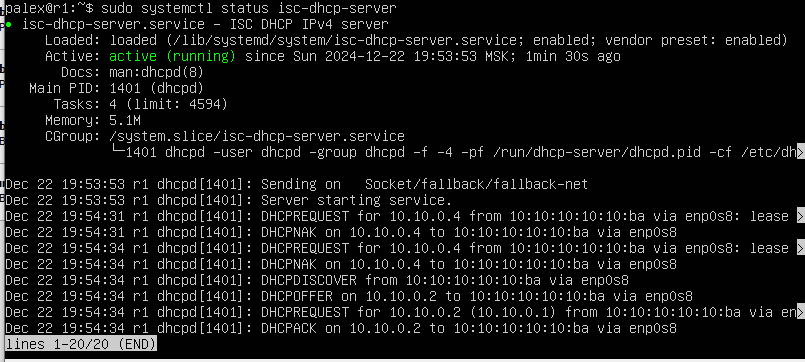 palex@r1:~$ sudo systemctl status isc-dhcp-server
● isc-dhcp-server.service - ISC DHCP IPv4 server
Loaded: loaded (/lib/systemd/system/isc-dhcp-server.service; enabled; vendor preset: enabled)
Active: active (running) since Sun 2024-12-22 19:53:53 MSK; 1min 30s ago
Docs: man:dhcpd(8)
Main PID: 1401 (dhcpd)
Tasks: 4 (limit: 4594)
Memory: 5.1M
CGroup: /system.slice/isc-dhcp-server.service
└─1401 dhcpd -user dhcpd -group dhcpd -f -4 -pf /run/dhcp-server/dhcpd.pid -cf /etc/dh>
Dec 22 19:53:53 r1 dhcpd[1401]: Sending on   Socket/fallback/fallback-net
Dec 22 19:53:53 r1 dhcpd[1401]: Server starting service.
Dec 22 19:54:31 r1 dhcpd[1401]: DHCPREQUEST for 10.10.0.4 from 10:10:10:10:10:ba via enp0s8: lease >
Dec 22 19:54:31 r1 dhcpd[1401]: DHCPNAK on 10.10.0.4 to 10:10:10:10:10:ba via enp0s8
Dec 22 19:54:34 r1 dhcpd[1401]: DHCPREQUEST for 10.10.0.4 from 10:10:10:10:10:ba via enp0s8: lease >
Dec 22 19:54:34 r1 dhcpd[1401]: DHCPNAK on 10.10.0.4 to 10:10:10:10:10:ba via enp0s8
Dec 22 19:54:34 r1 dhcpd[1401]: DHCPDISCOVER from 10:10:10:10:10:ba via enp0s8
Dec 22 19:54:34 r1 dhcpd[1401]: DHCPOFFER on 10.10.0.2 to 10:10:10:10:10:ba via enp0s8
Dec 22 19:54:34 r1 dhcpd[1401]: DHCPREQUEST for 10.10.0.2 (10.10.0.1) from 10:10:10:10:10:ba via en>
Dec 22 19:54:34 r1 dhcpd[1401]: DHCPACK on 10.10.0.2 to 10:10:10:10:10:ba via enp0s8
lines 1-20/20 (END)